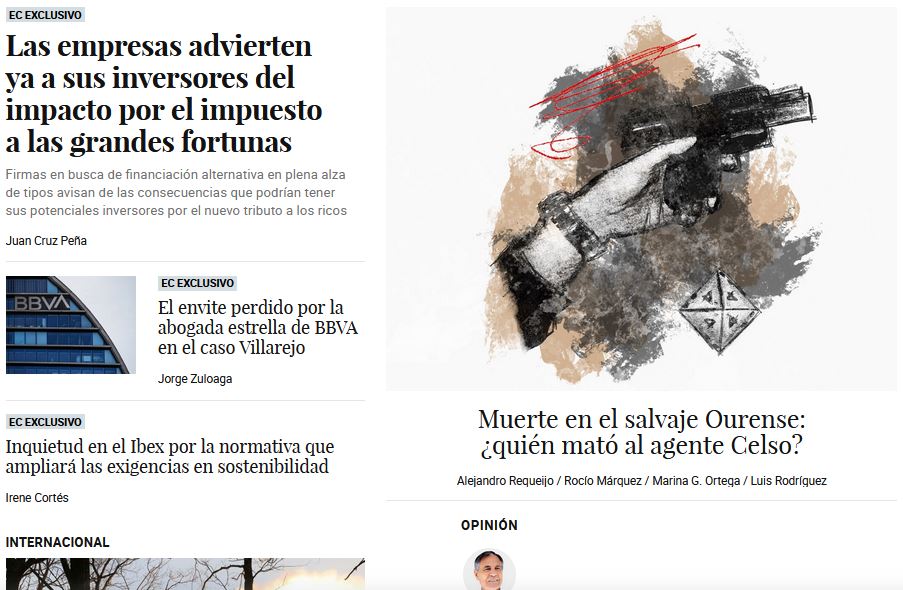 EC EXCLUSIVO
Las empresas advierten
ya a sus inversores del
impacto por el impuesto
a las grandes fortunas
Firmas en busca de financiación alternativa en plena alza
de tipos avisan de las consecuencias que podrían tener
sus potenciales inversores por el nuevo tributo a los ricos
Juan Cruz Peña
BBVA
EC EXCLUSIVO
El envite perdido por la
abogada estrella de BBVA
en el caso Villarejo
Jorge Zuloaga
EC EXCLUSIVO
Inquietud en el Ibex por la normativa que
ampliará las exigencias en sostenibilidad
Irene Cortés
INTERNACIONAL
Muerte en el salvaje Ourense:
¿quién mató al agente Celso?
Alejandro Requeijo / Rocío Márquez / Marina G. Ortega / Luis Rodríguez
OPINIÓN